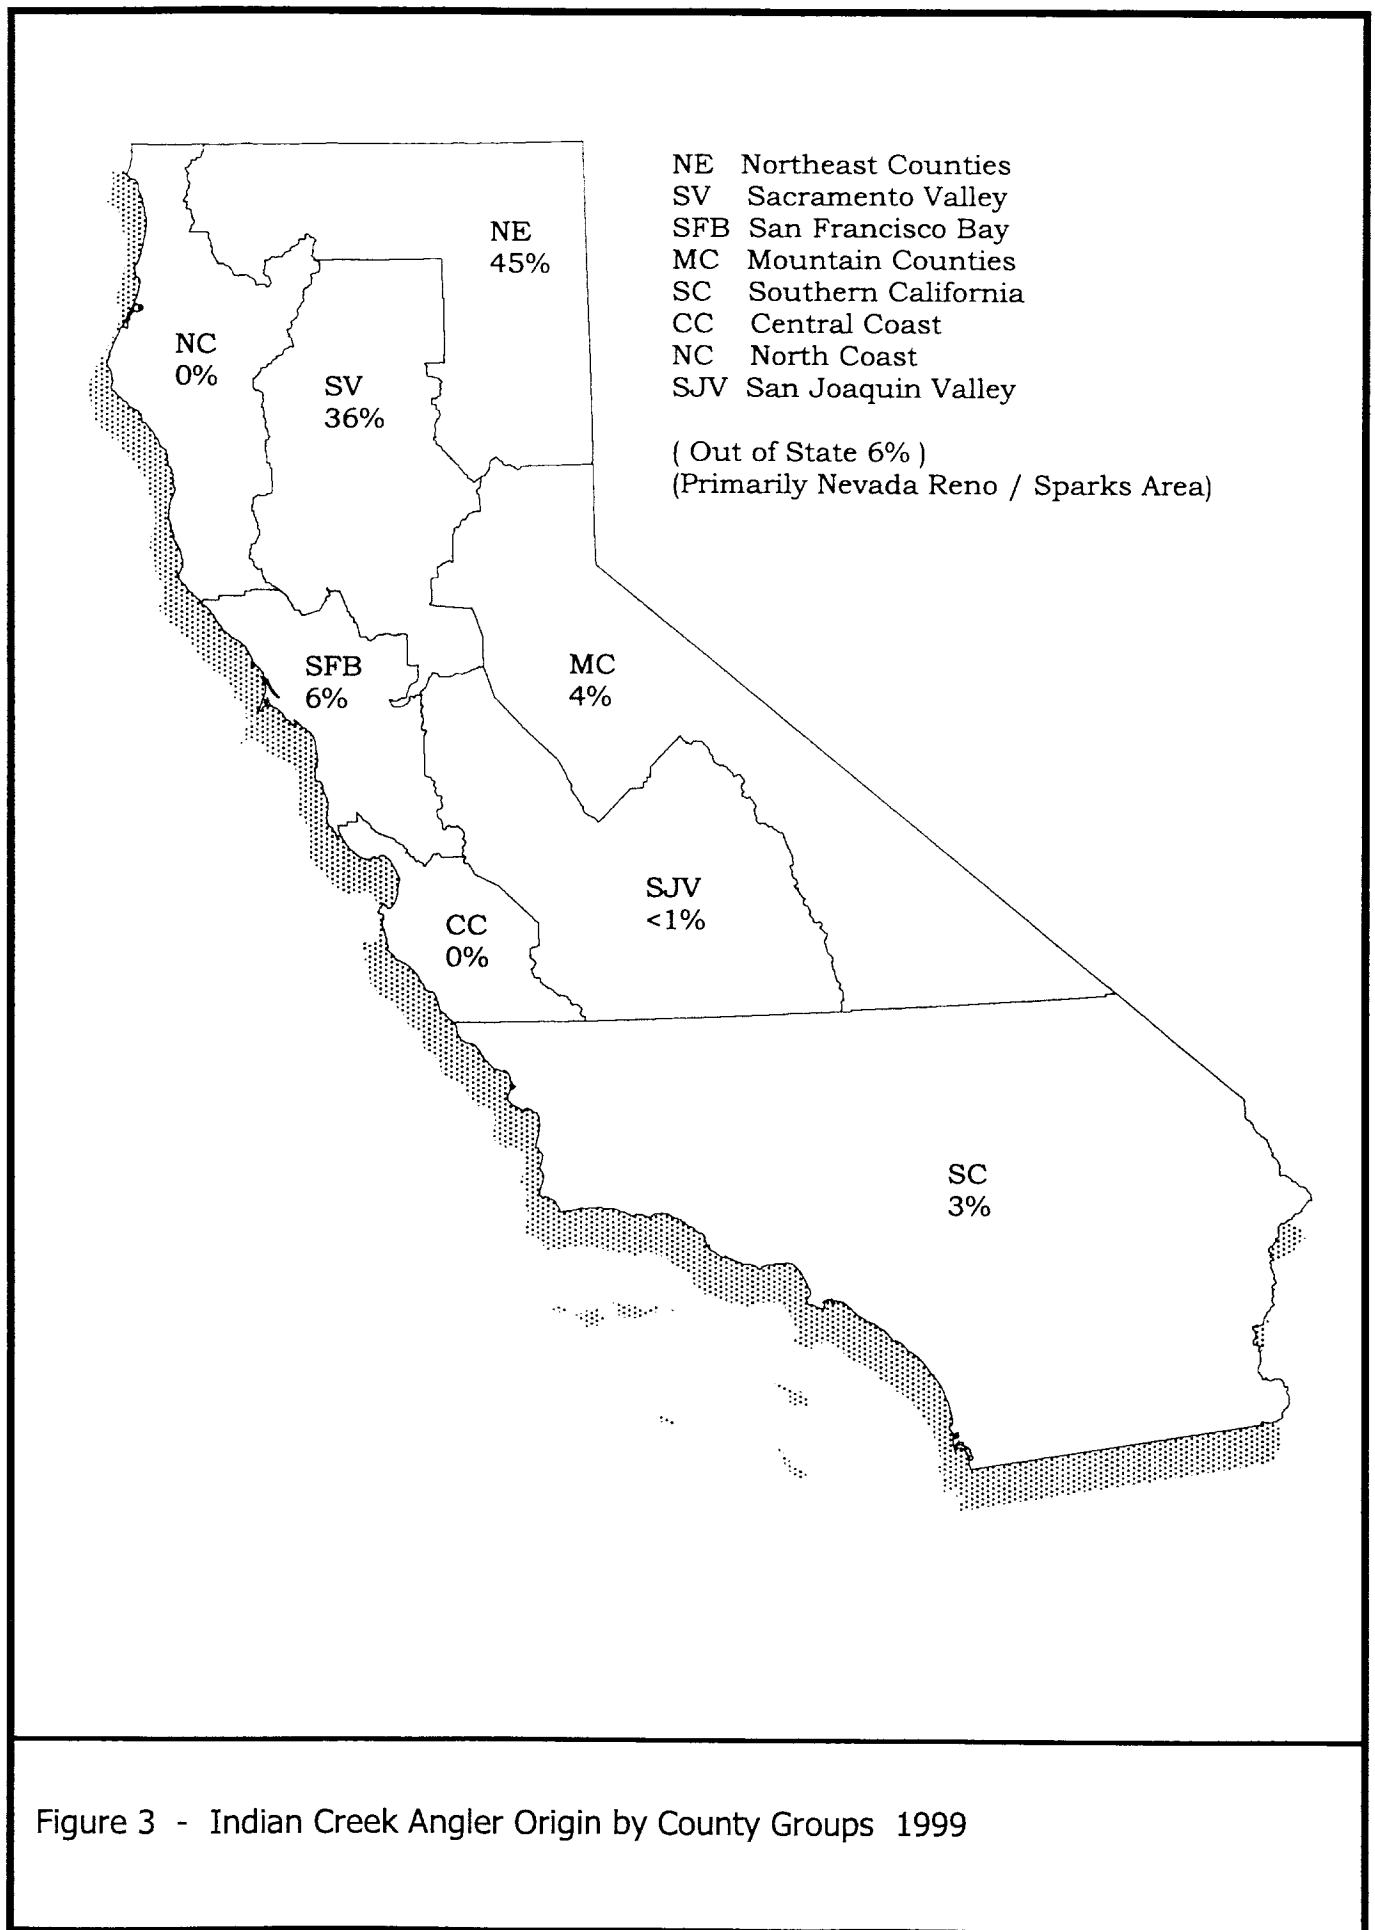 NE Northeast Counties
SV Sacramento Valley
SFB San Francisco Bay
MC Mountain Counties
SC Southern California
CC Central Coast
NC North Coast
SJV San Joaquin Valley
( Out of State 6% )
(Primarily Nevada Reno / Sparks Area)
NE
45%
NC
0%
SV
36%
SFB
6%
MC
4%
SJV
<1%
CC
0%
SC
3%
Figure 3 - Indian Creek Angler Origin by County Groups 1999